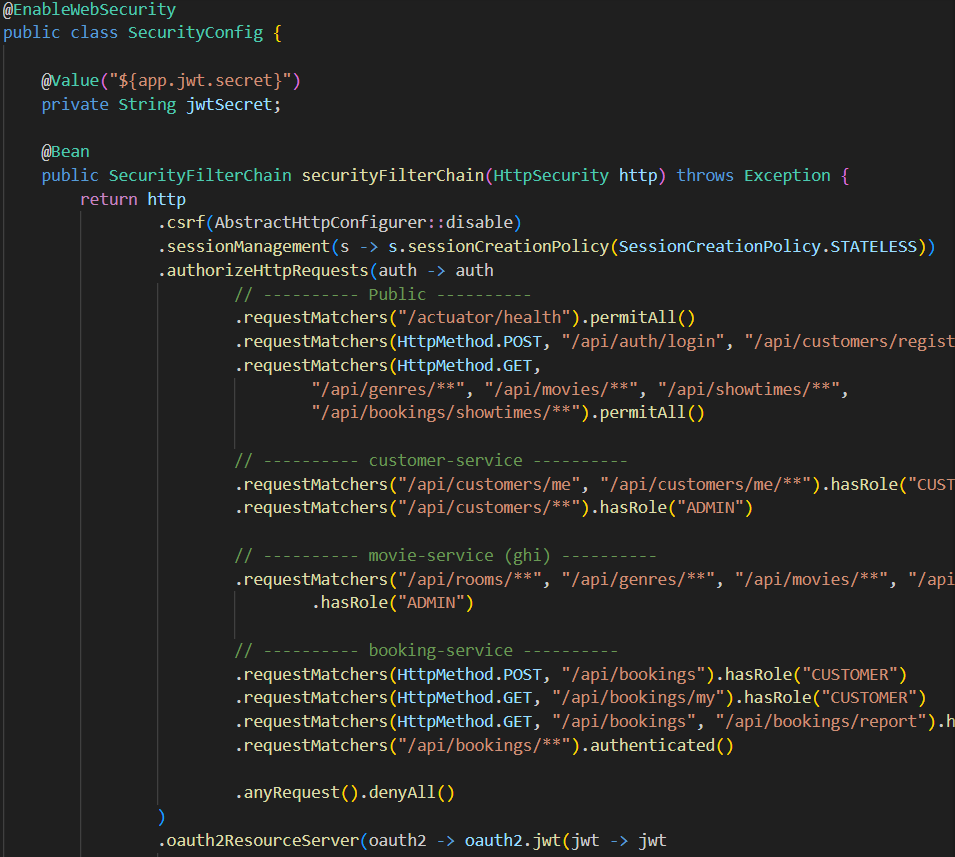 @EnableWebSecurity
public class SecurityConfig {
@Value("${app.jwt.secret}")
private String jwtSecret;
@Bean
public SecurityFilterChain securityFilterChain(HttpSecurity http) throws Exception {
return http
.csrf(AbstractHttpConfigurer::disable)
.sessionManagement(s -> s.sessionCreationPolicy(SessionCreationPolicy.STATELESS))
.authorizeHttpRequests(auth -> auth
// ---------- Public ----------
.requestMatchers("/actuator/health").permitAll()
.requestMatchers(HttpMethod.POST, "/api/auth/login", "/api/customers/regist
.requestMatchers(HttpMethod.GET,
"/api/genres/**", "/api/movies/**", "/api/showtimes/**",
"/api/bookings/showtimes/**").permitAll()
// ---------- customer-service ----------
.requestMatchers("/api/customers/me", "/api/customers/me/**").hasRole("CUST
.requestMatchers("/api/customers/**").hasRole("ADMIN")
// ---------- movie-service (ghi) ----------
.requestMatchers("/api/rooms/**", "/api/genres/**", "/api/movies/**", "/api
.hasRole("ADMIN")
// ---------- booking-service ----------
.requestMatchers(HttpMethod.POST, "/api/bookings").hasRole("CUSTOMER")
.requestMatchers(HttpMethod.GET, "/api/bookings/my").hasRole("CUSTOMER")
.requestMatchers(HttpMethod.GET, "/api/bookings", "/api/bookings/report").h
.requestMatchers("/api/bookings/**").authenticated()
.anyRequest().denyAll()
)
.oauth2ResourceServer(oauth2 -> oauth2.jwt(jwt -> jwt